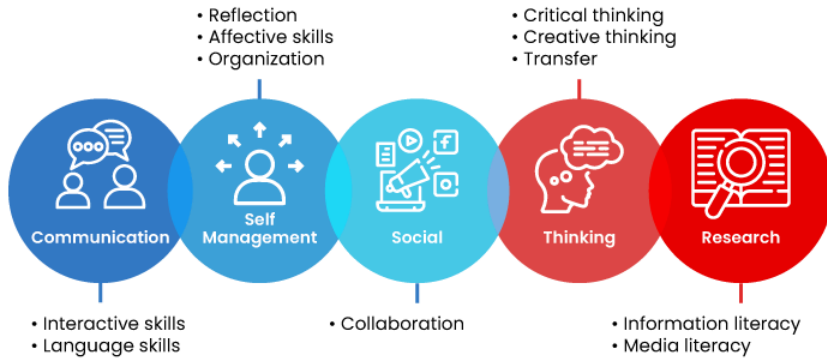 • Reflection
• Affective skills
• Organization
• Critical thinking
• Creative thinking
• Transfer
Communication
Self
Management
Social
Thinking
Research
• Interactive skills
• Language skills
• Collaboration
• Information literacy
• Media literacy